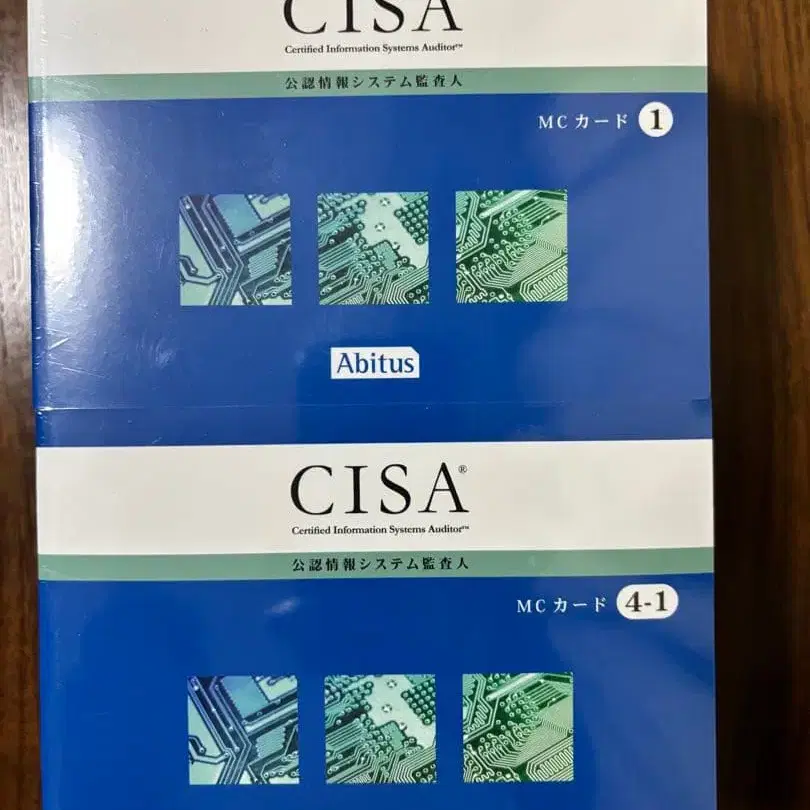 CISA
Certified Information Systems Auditor™
公認情報システム監査人
MCカード 1
Abitus
CISA®
Certified Information Systems Auditor™
公認情報システム監査人
MCカード 4-1